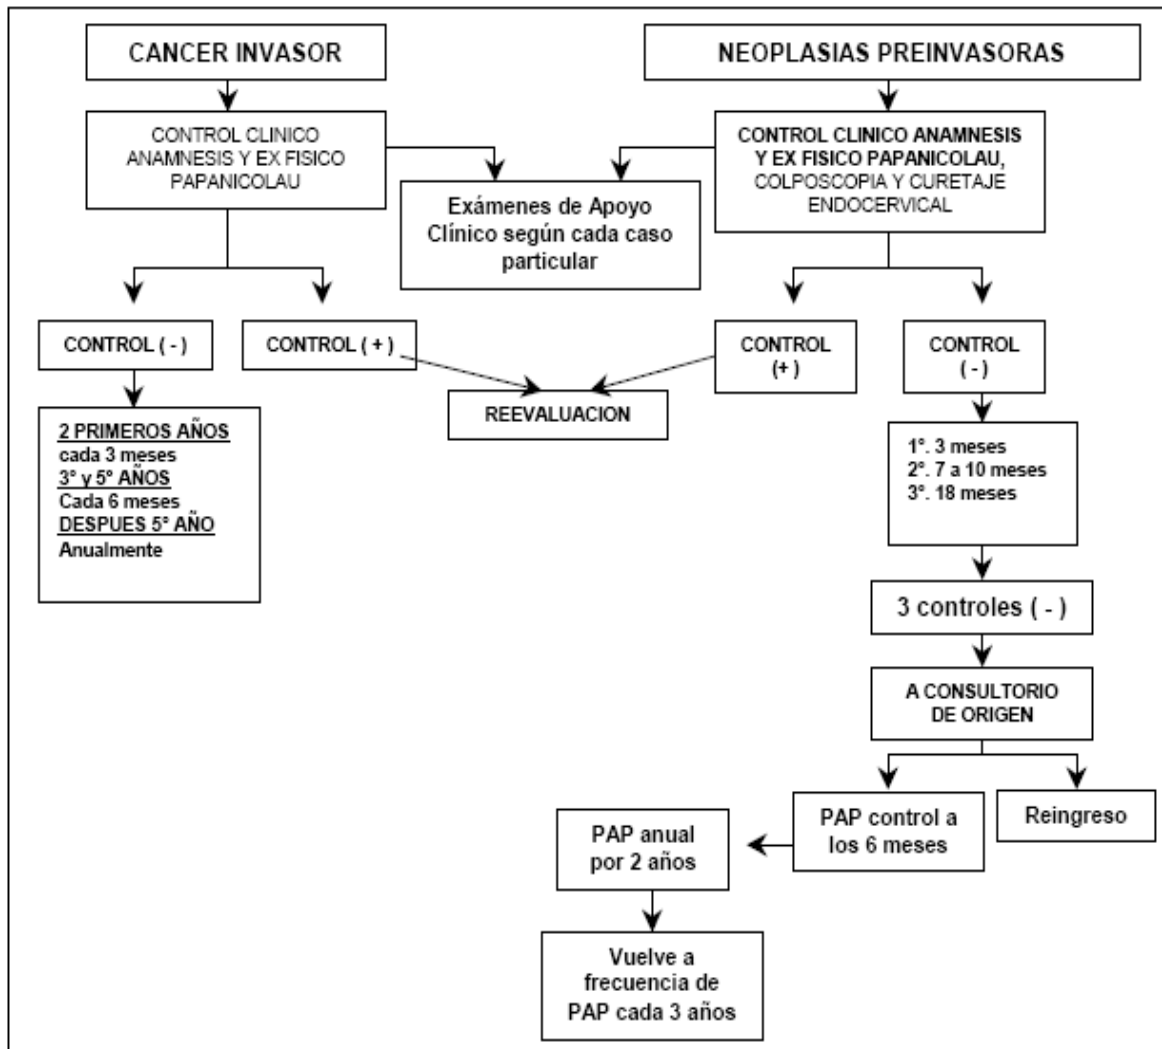 CANCER INVASOR
NEOPLASIAS PREINVASORAS
CONTROL CLINICO
ANAMNESIS Y EX FISICO
PAPANICOLAU
CONTROL CLINICO ANAMNESIS
Y EX FISICO PAPANICOLAU,
COLPOSCOPIA Y CURETAJE
ENDOCERVICAL
Exámenes de Apoyo
Clínico según cada caso
particular
CONTROL ( - )
CONTROL ( + )
CONTROL
(+ )
CONTROL
( - )
REEVALUACION
2 PRIMEROS AÑOS
cada 3 meses
3° y 5° AÑOS
Cada 6 meses
DESPUES 5° AÑO
Anualmente
1°. 3 meses
2°. 7 a 10 meses
3°. 18 meses
3 controles ( - )
A CONSULTORIO
DE ORIGEN
PAP control a
los 6 meses
Reingreso
PAP anual
por 2 años
Vuelve a
frecuencia de
PAP cada 3 años